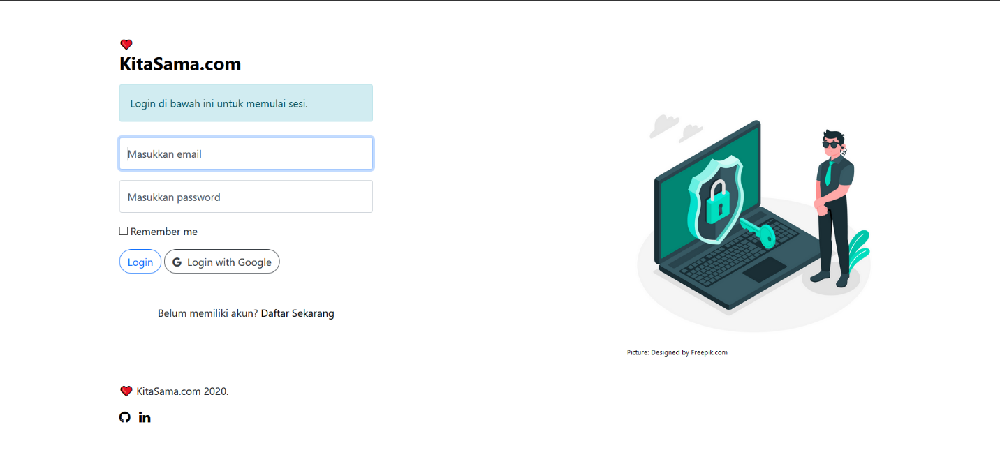 KitaSama.com
Login di bawah ini untuk memulai sesi.
Masukkan email
Masukkan password
Remember me
Login
G Login with Google
Belum memiliki akun? Daftar Sekarang
Picture: Designed by Freepik.com
KitaSama.com 2020.
in